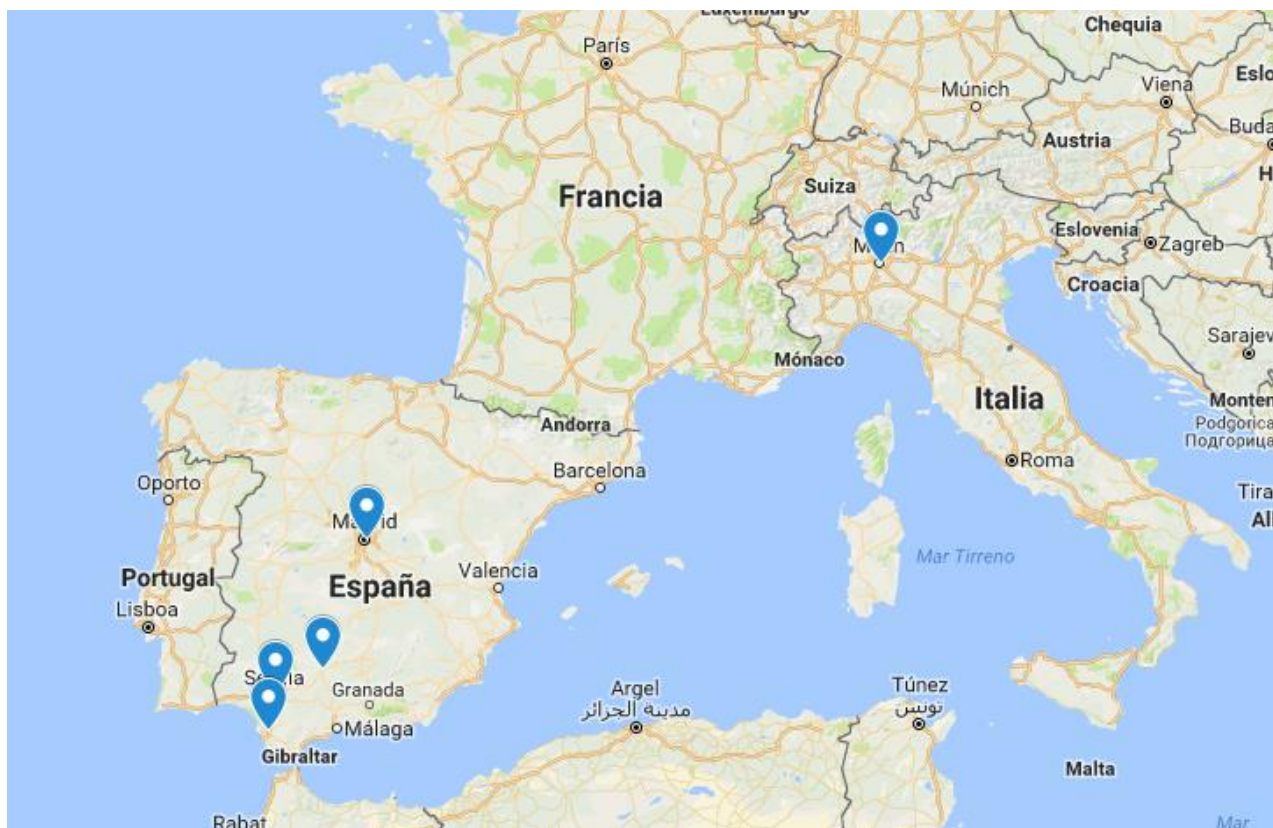 Luxemburgo
Chequia
París
Eslo
Múnich
Viena
Buda
Austria
H
Francia
Suiza
Eslovenia
Zagreb
Croacia
Sarajev
Mónaco
Italia
Monten
Podgorica
Подгорица
Andorra
Roma
Barcelona
Oporto
Tira
Al
Madrid
Mar Tirreno
Portugal
España
Valencia
Lisboa
Granada
Argel
مدينة الجزائر
Túnez
تونس
Málaga
Gibraltar
Malta
Rabat
Mar